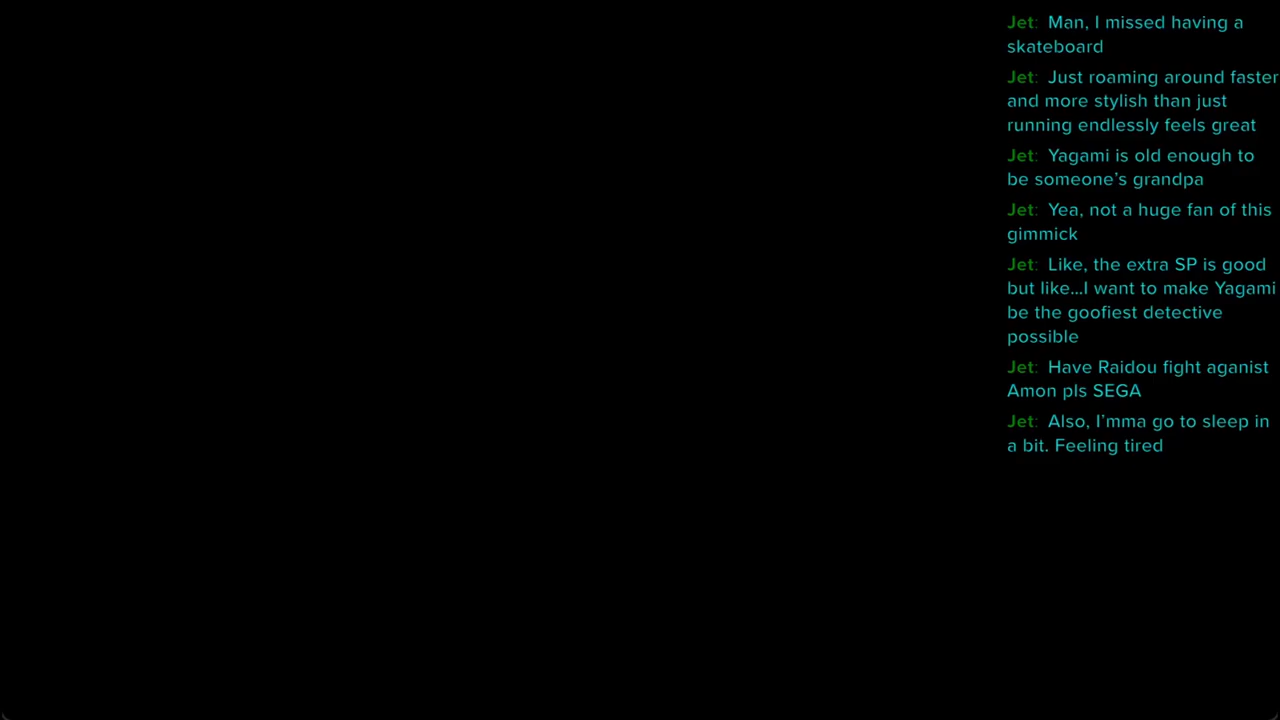 Jet: Man, I missed having a
skateboard
Jet: Just roaming around faster
and more stylish than just
running endlessly feels great
Jet: Yagami is old enough to
be someone’s grandpa
Jet: Yea, not a huge fan of this
gimmick
Jet: Like, the extra SP is good
but like...I want to make Yagami
be the goofiest detective
possible
Jet: Have Raidou fight aganist
Amon pls SEGA
Jet: Also, I’mma go to sleep in
a bit. Feeling tired